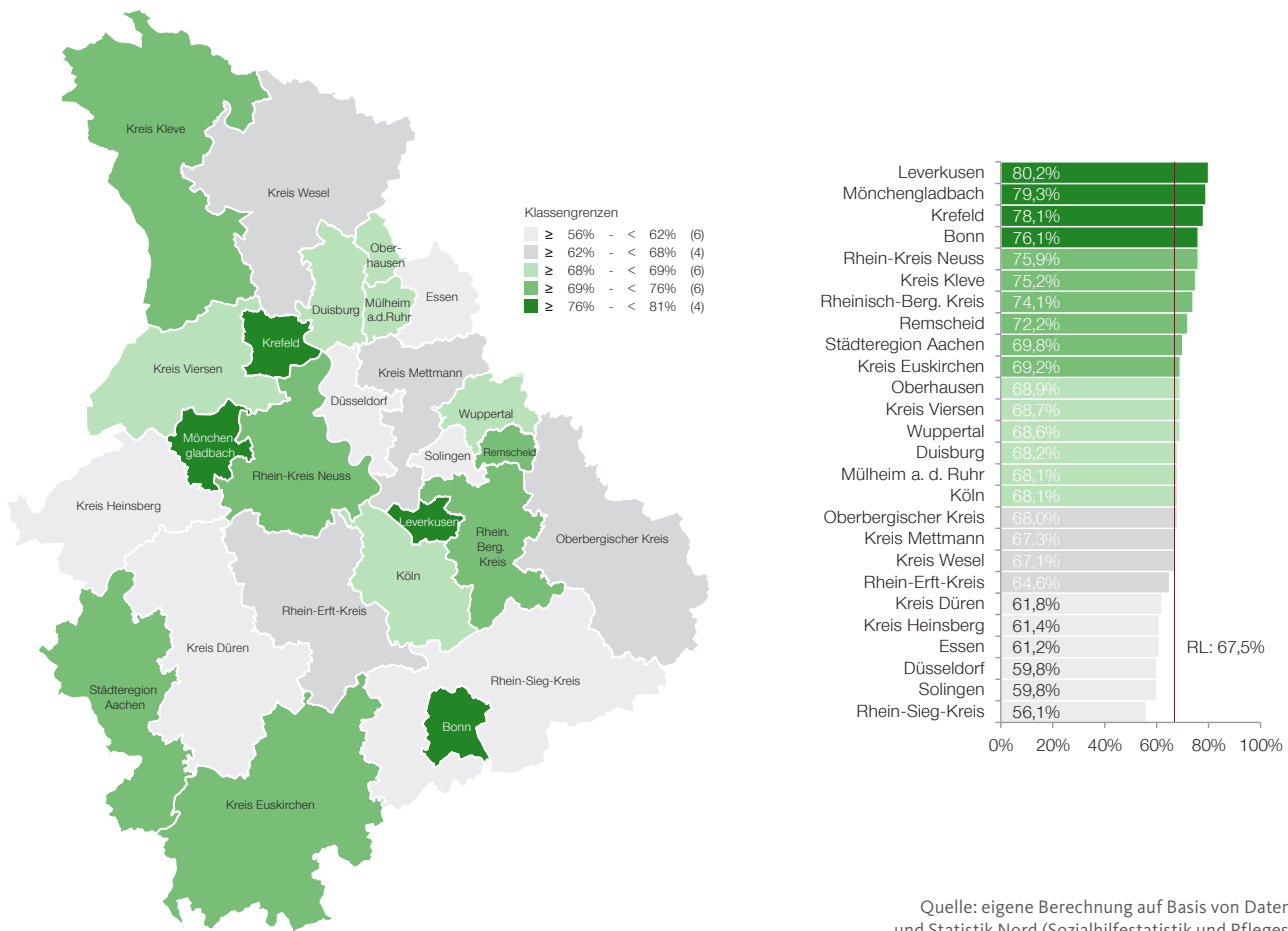 Kreis Kleve
Kreis Wesel
Ober-
hausen
Essen
Duisburg
Mülheim
a.d.Ruhr
Krefeld
Kreis Viersen
Kreis Mettmann
Düsseldorf
Wuppertal
Mönchen
gladbach
Solingen
Remscheid
Rhein-Kreis Neuss
Kreis Heinsberg
Leverkusen
Rhein.
Berg.
Kreis
Oberbergischer Kreis
Köln
Rhein-Erft-Kreis
Kreis Düren
Städteregion
Aachen
Rhein-Sieg-Kreis
Bonn
Kreis Euskirchen
Klassengrenzen
≥ 56% - < 62% (6)
≥ 62% - < 68% (4)
≥ 68% - < 69% (6)
≥ 69% - < 76% (6)
≥ 76% - < 81% (4)
Leverkusen 80,2%
Mönchengladbach 79,3%
Krefeld 78,1%
Bonn 76,1%
Rhein-Kreis Neuss 75,9%
Kreis Kleve 75,2%
Rheinisch-Berg. Kreis 74,1%
Remscheid 72,2%
Städteregion Aachen 69,8%
Kreis Euskirchen 69,2%
Oberhausen 68,9%
Kreis Viersen 68,7%
Wuppertal 68,6%
Duisburg 68,2%
Mülheim a. d. Ruhr 68,1%
Köln 68,1%
Oberbergischer Kreis 68,0%
Kreis Mettmann 67,3%
Kreis Wesel 67,1%
Rhein-Erft-Kreis 64,6%
Kreis Düren 61,8%
Kreis Heinsberg 61,4%
Essen 61,2% RL: 67,5%
Düsseldorf 59,8%
Solingen 59,8%
Rhein-Sieg-Kreis 56,1%
0% 20% 40% 60% 80% 100%
Quelle: eigene Berechnung auf Basis von Daten
und Statistik Nord (Sozialhilfestatistik und Pfleges